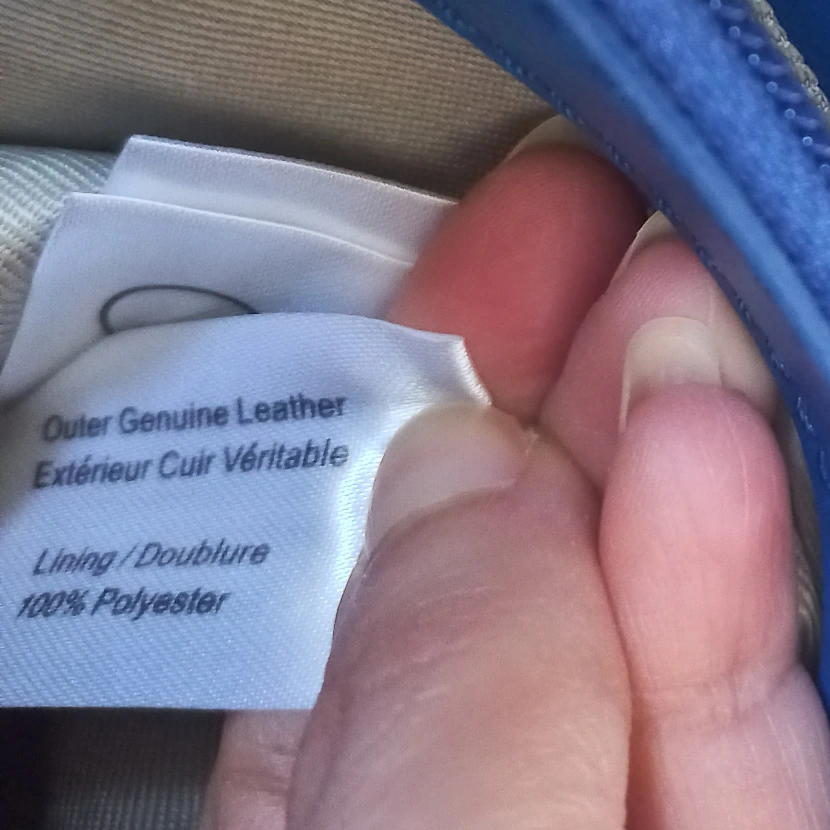 Outer Genuine Leather
Extérieur Cuir Véritable
Lining / Doublure
100% Polyester